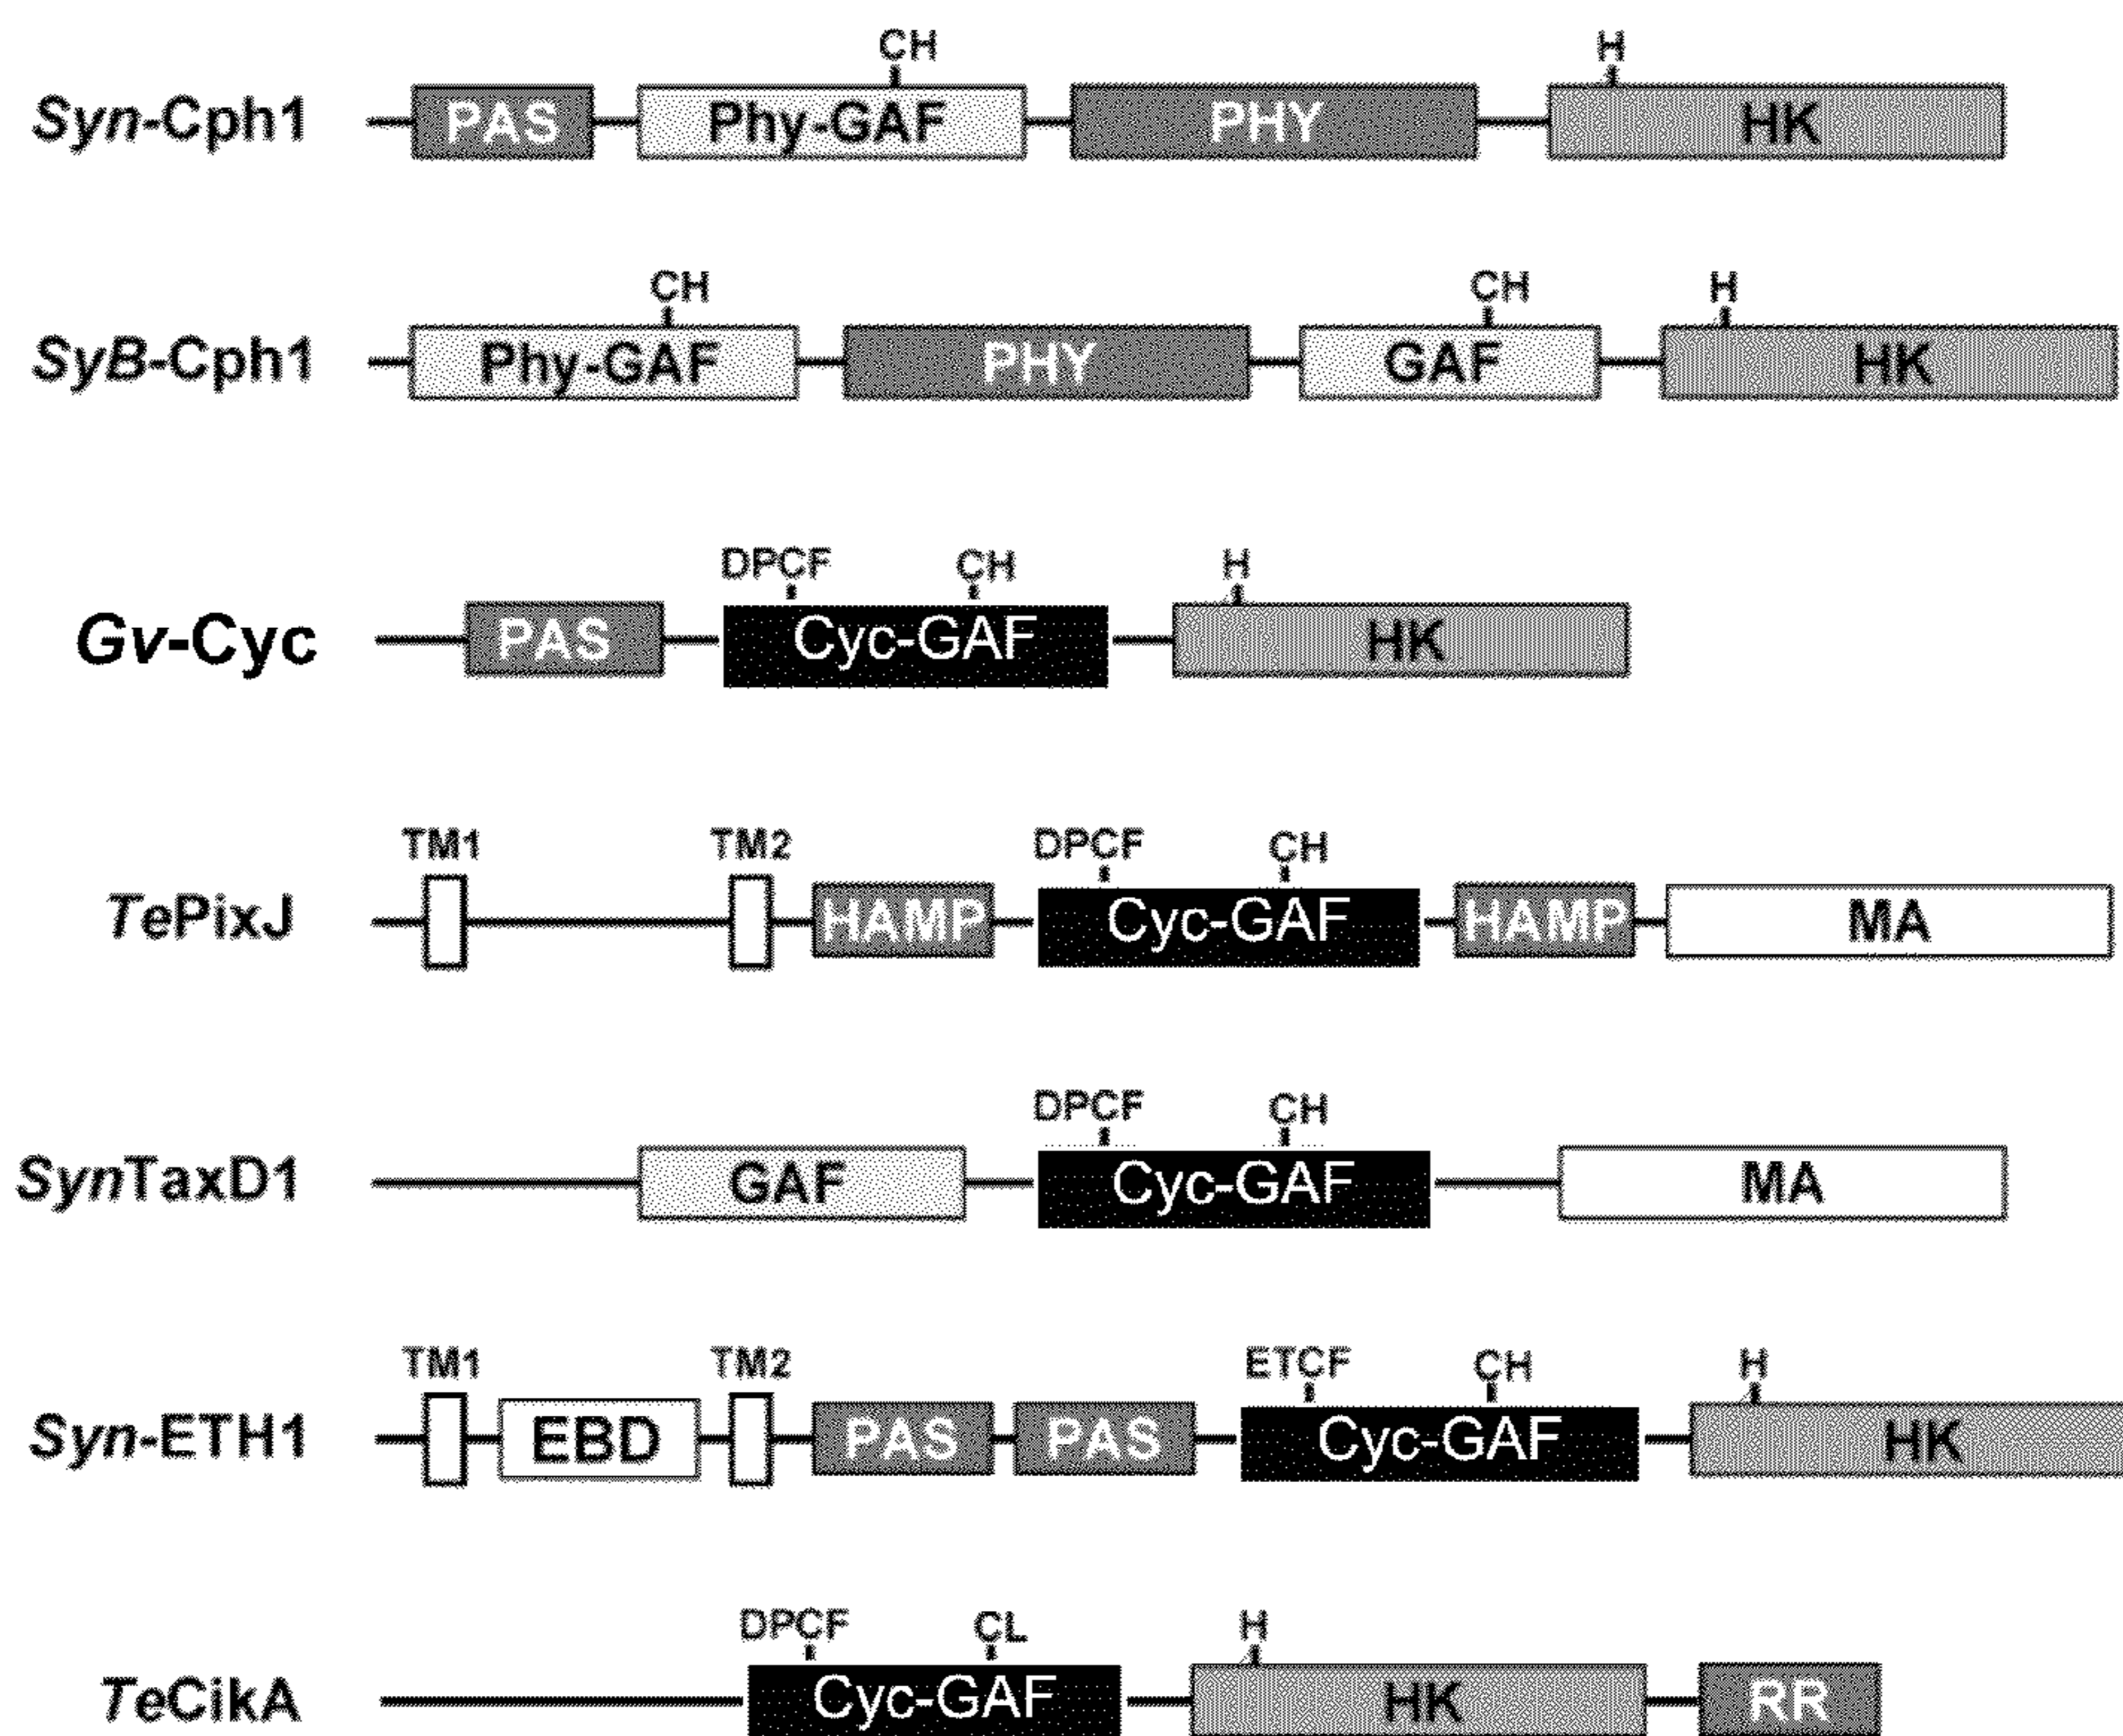 CH H
Syn-Cph1 PAS Phy-GAF PHY HK
CH CH H
SyB-Cph1 Phy-GAF PHY GAF HK
DPCF CH H
Gv-Cyc PAS Cyc-GAF HK
TM1 TM2 DPCF CH
TePixJ HAMP Cyc-GAF HAMP MA
DPCF CH
SynTaxD1 GAF Cyc-GAF MA
TM1 TM2 ETCF CH H
Syn-ETH1 EBD PAS PAS Cyc-GAF HK
DPCF CL H
TeCikA Cyc-GAF HK RR